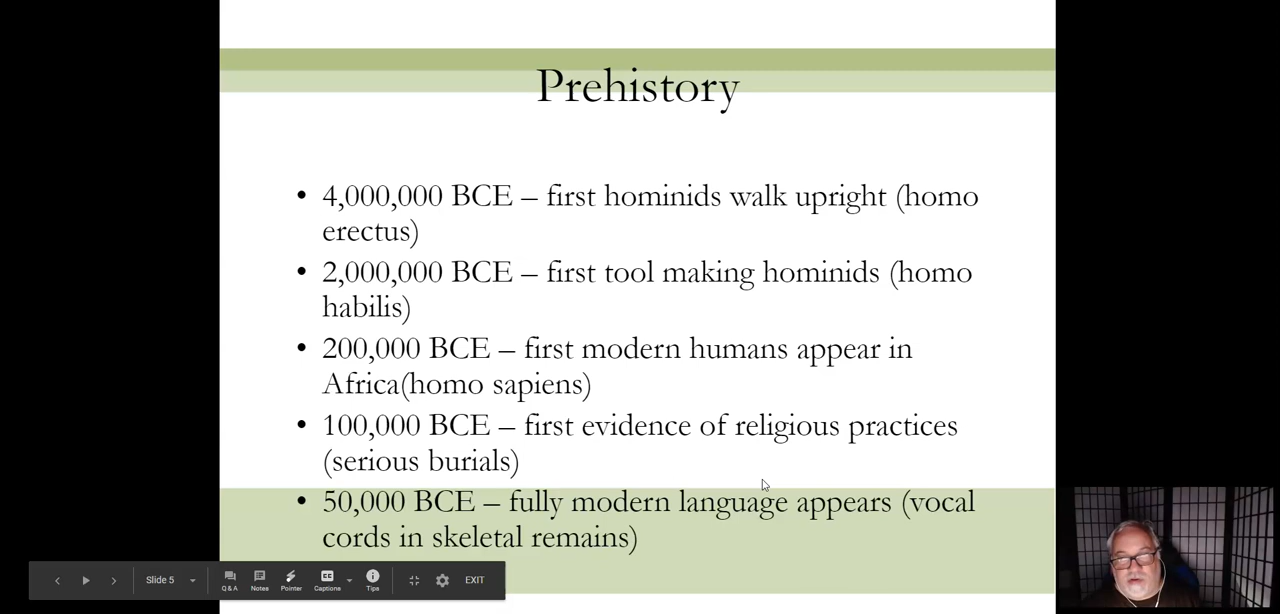 Prehistory
• 4,000,000 BCE – first hominids walk upright (homo
erectus)
• 2,000,000 BCE – first tool making hominids (homo
habilis)
• 200,000 BCE – first modern humans appear in
Africa(homo sapiens)
• 100,000 BCE – first evidence of religious practices
(serious burials)
• 50,000 BCE – fully modern language appears (vocal
cords in skeletal remains)
Slide 5
Q&A Notes Pointer Captions Tips EXIT